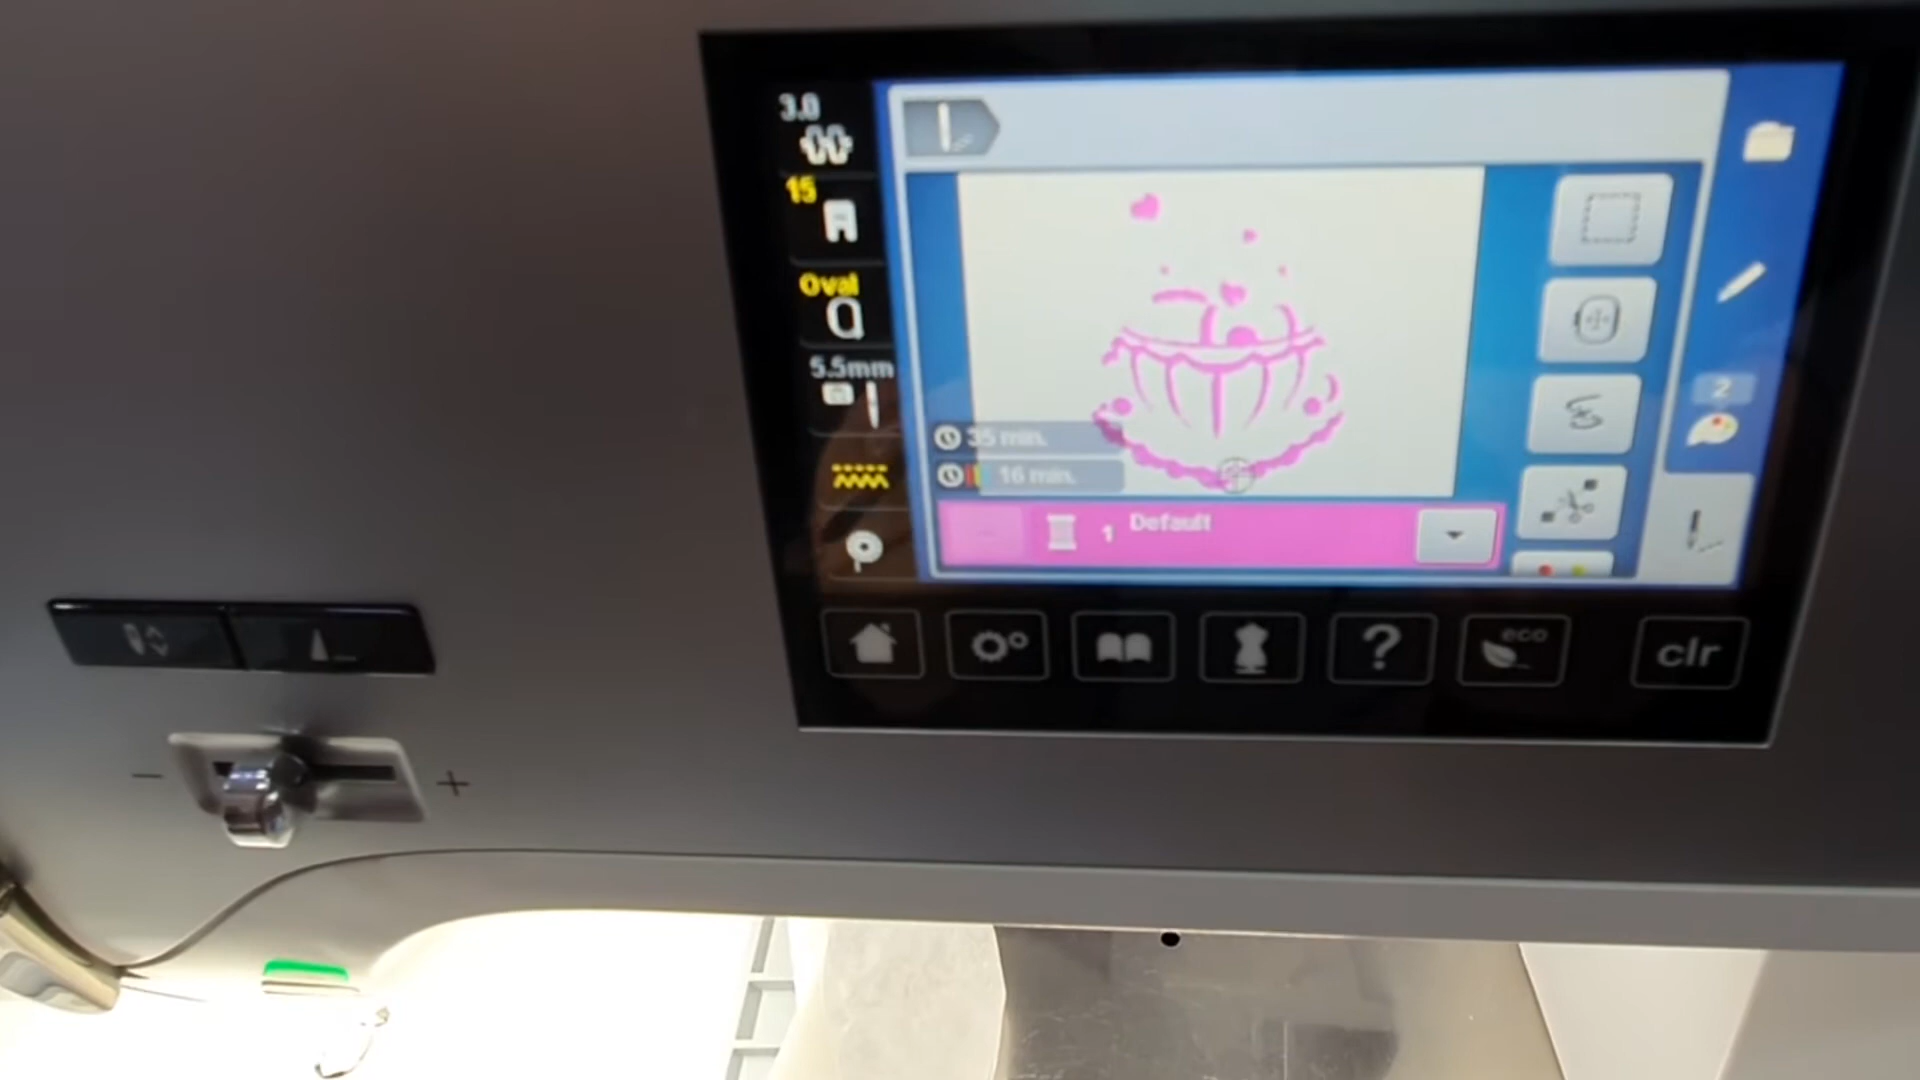 3.0
15
Oval
5.5mm
35 min.
16 min.
1 Default
2
?
eco
clr
- +